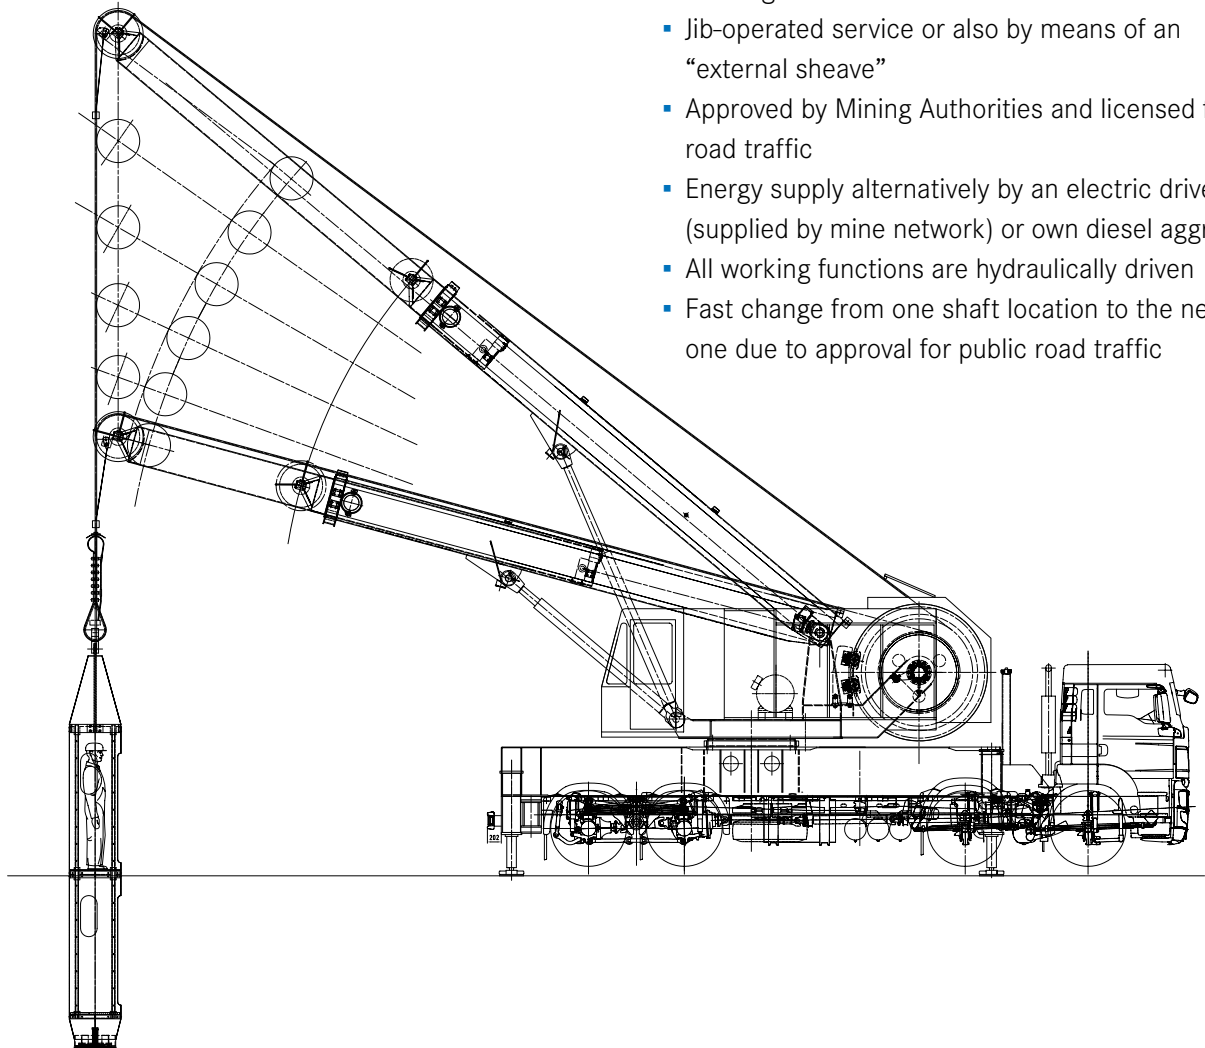 ▪ Jib-operated service or also by means of an
“external sheave”
▪ Approved by Mining Authorities and licensed
road traffic
▪ Energy supply alternatively by an electric
(supplied by mine network) or own diesel
▪ All working functions are hydraulically driven
▪ Fast change from one shaft location to the
one due to approval for public road traffic
202